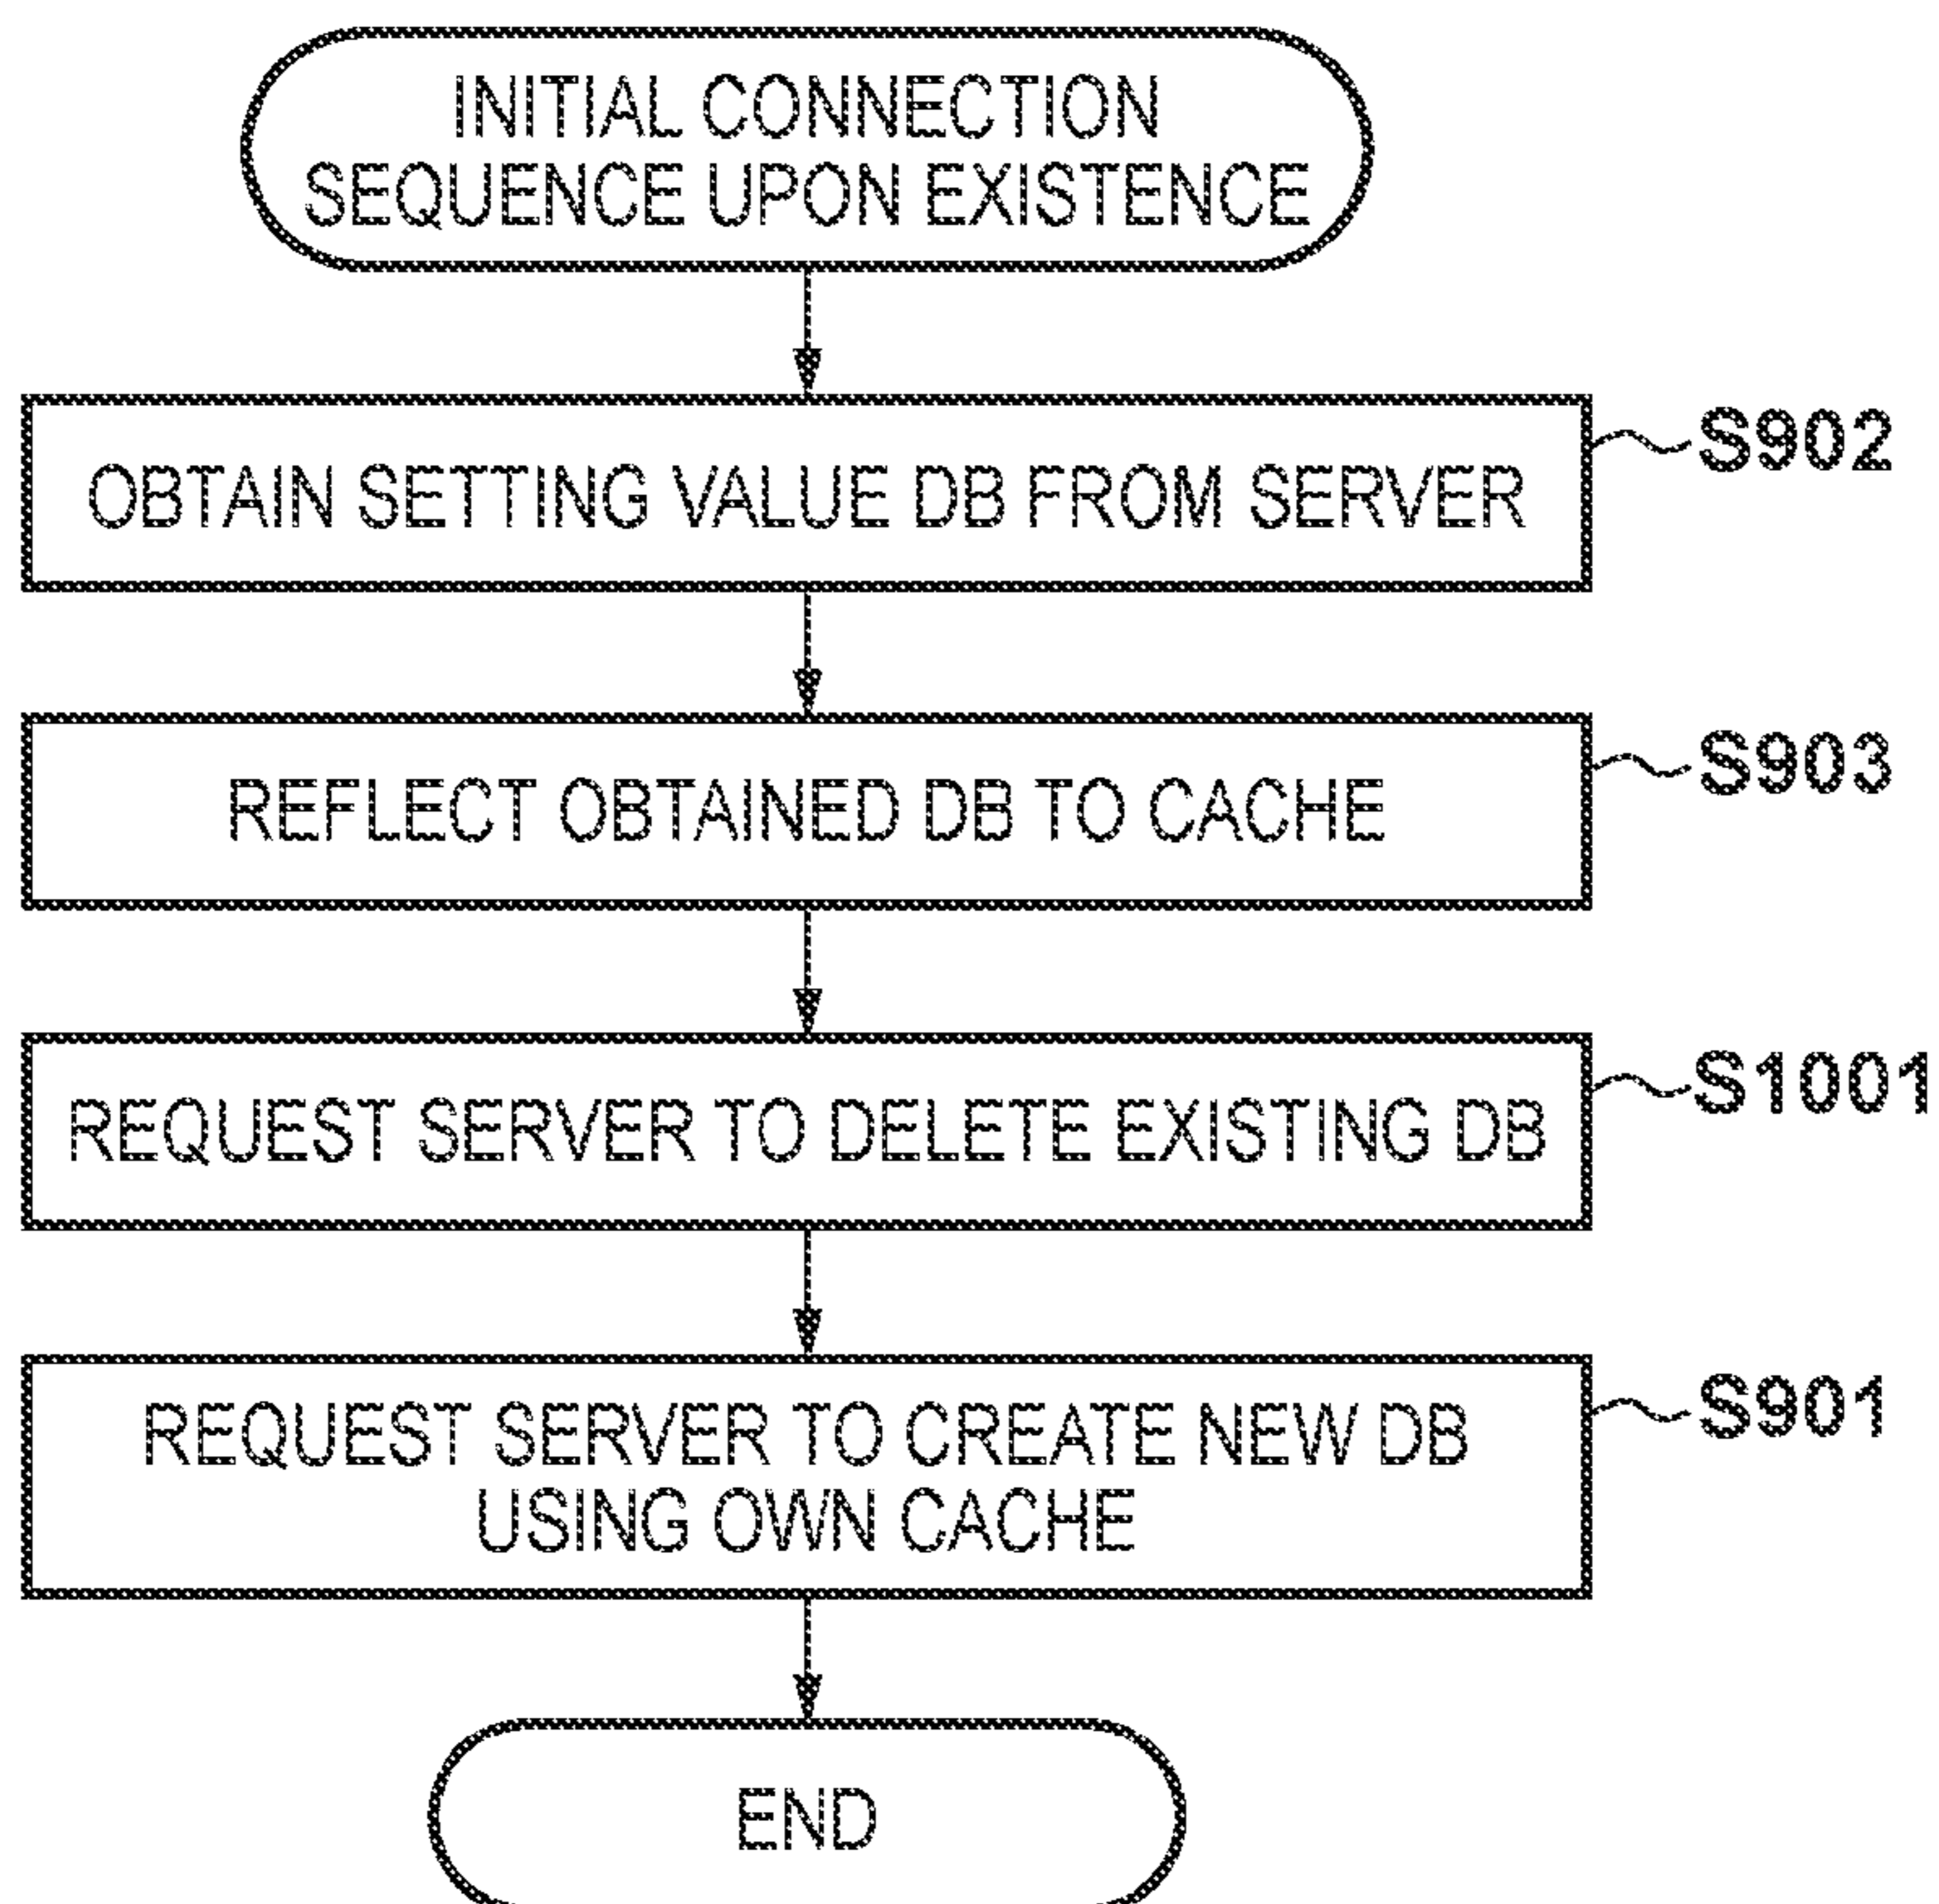 INITIAL CONNECTION
SEQUENCE UPON EXISTENCE
OBTAIN SETTING VALUE DB FROM SERVER
S902
REFLECT OBTAINED DB TO CACHE
S903
REQUEST SERVER TO DELETE EXISTING DB
S1001
REQUEST SERVER TO CREATE NEW DB
USING OWN CACHE
S901
END